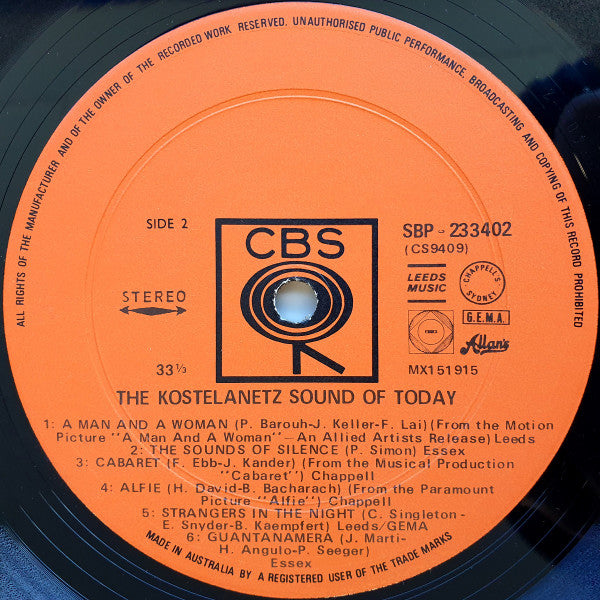 ALL RIGHTS OF THE MANUFACTURER AND OF THE OWNER OF THE RECORDED WORK RESERVED. UNAUTHORISED PUBLIC PERFORMANCE, BROADCASTING AND COPYING OF THIS RECORD PROHIBITED
SIDE 2
CBS
SBP - 233402
(CS9409)
STEREO
LEEDS
MUSIC
CHAPPELL'S
SYDNEY
G.E.M.A.
Allan's
33 1/3
MX151915
THE KOSTELANETZ SOUND OF TODAY
1: A MAN AND A WOMAN (P. Barouh-J. Keller-F. Lai) (From the Motion
Picture "A Man And A Woman" - An Allied Artists Release) Leeds
2: THE SOUNDS OF SILENCE (P. Simon) Essex
3: CABARET (F. Ebb-J. Kander) (From the Musical Production
"Cabaret") Chappell
4: ALFIE (H. David-B. Bacharach) (From the Paramount
Picture "Alfie") Chappell
5: STRANGERS IN THE NIGHT (C. Singleton-
E. Snyder-B. Kaempfert) Leeds/GEMA
6: GUANTANAMERA (J. Marti-
H. Angulo-P. Seeger)
Essex
MADE IN AUSTRALIA BY A REGISTERED USER OF THE TRADE MARKS